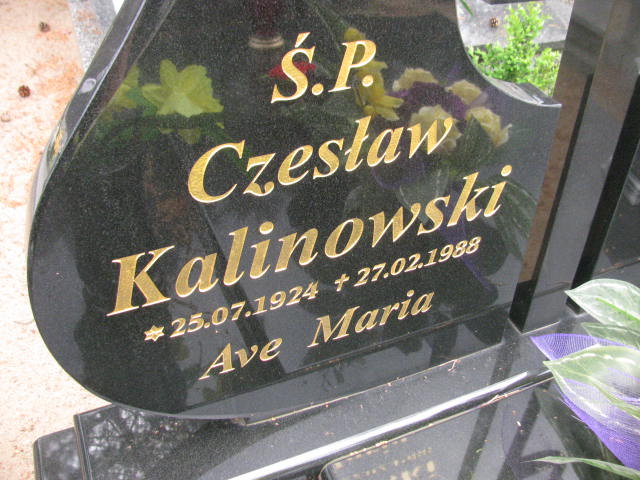 Ś.P.
Czesław
Kalinowski
* 25.07.1924 † 27.02.1988
Ave Maria